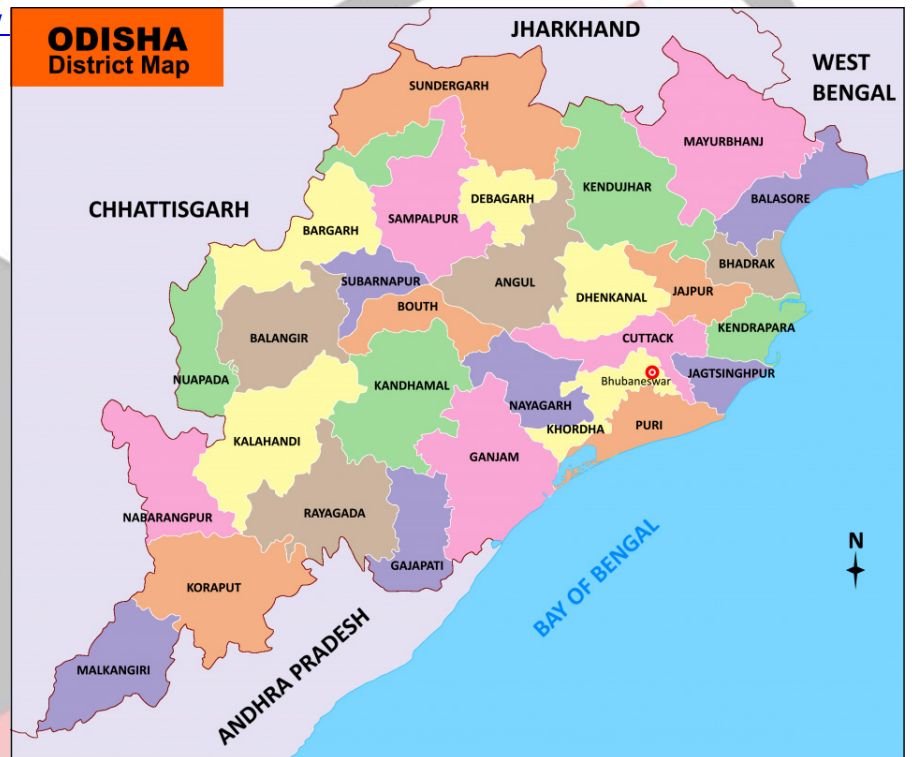 ODISHA
District Map
JHARKHAND
WEST
BENGAL
CHHATTISGARH
SUNDERGARH
MAYURBHANJ
KENDUJHAR
DEBAGARH
BALASORE
SAMPALPUR
BARGARH
BHADRAK
SUBARNAPUR
ANGUL
JAJPUR
DHENKANAL
BOUTH
KENDRAPARA
BALANGIR
CUTTACK
JAGTSINGHPUR
NUAPADA
KANDHAMAL
Bhubaneswar
NAYAGARH
PURI
KHORDHA
KALAHANDI
GANJAM
RAYAGADA
NABARANGPUR
GAJAPATI
KORAPUT
MALKANGIRI
BAY OF BENGAL
ANDHRA PRADESH
N